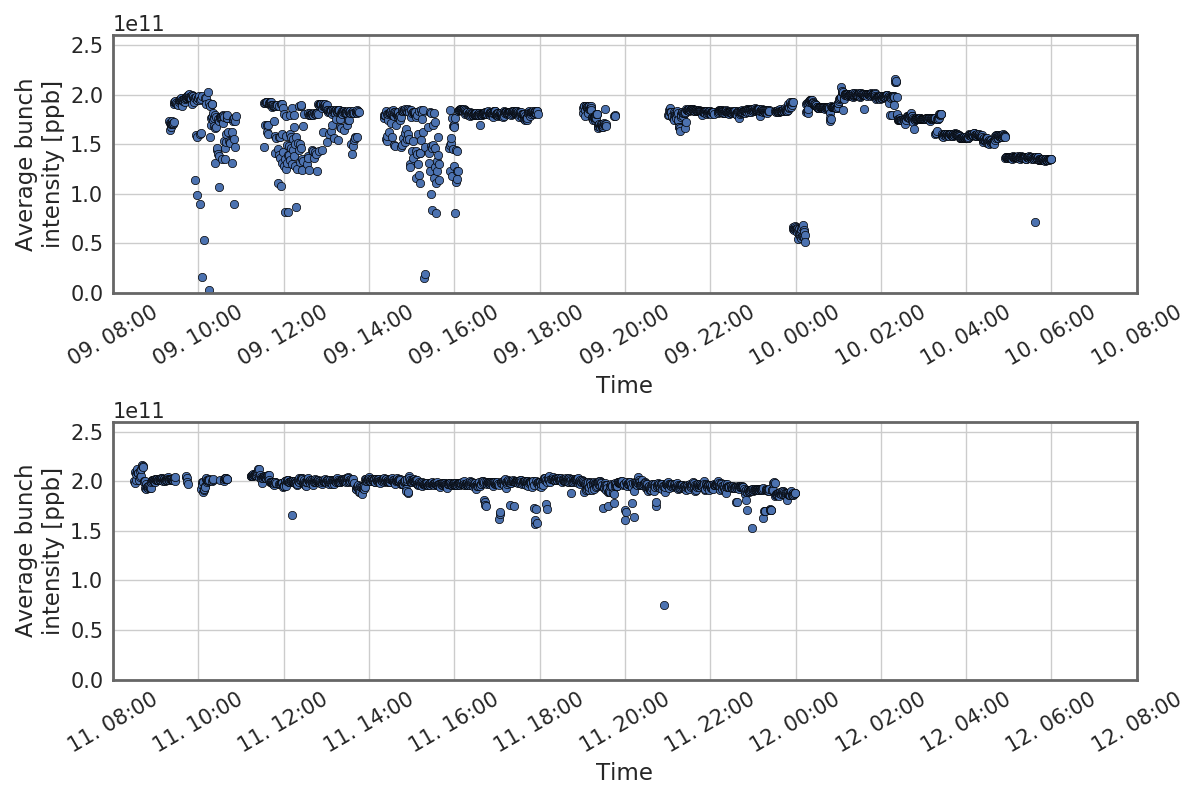 1e11
Average bunch
intensity [ppb]
2.5
2.0
1.5
1.0
0.5
0.0
09. 08:00 09. 10:00 09. 12:00 09. 14:00 09. 16:00 09. 18:00 09. 20:00 09. 22:00 10. 00:00 10. 02:00 10. 04:00 10. 06:00 10. 08:00
Time
1e11
Average bunch
intensity [ppb]
2.5
2.0
1.5
1.0
0.5
0.0
11. 08:00 11. 10:00 11. 12:00 11. 14:00 11. 16:00 11. 18:00 11. 20:00 11. 22:00 12. 00:00 12. 02:00 12. 04:00 12. 06:00 12. 08:00
Time